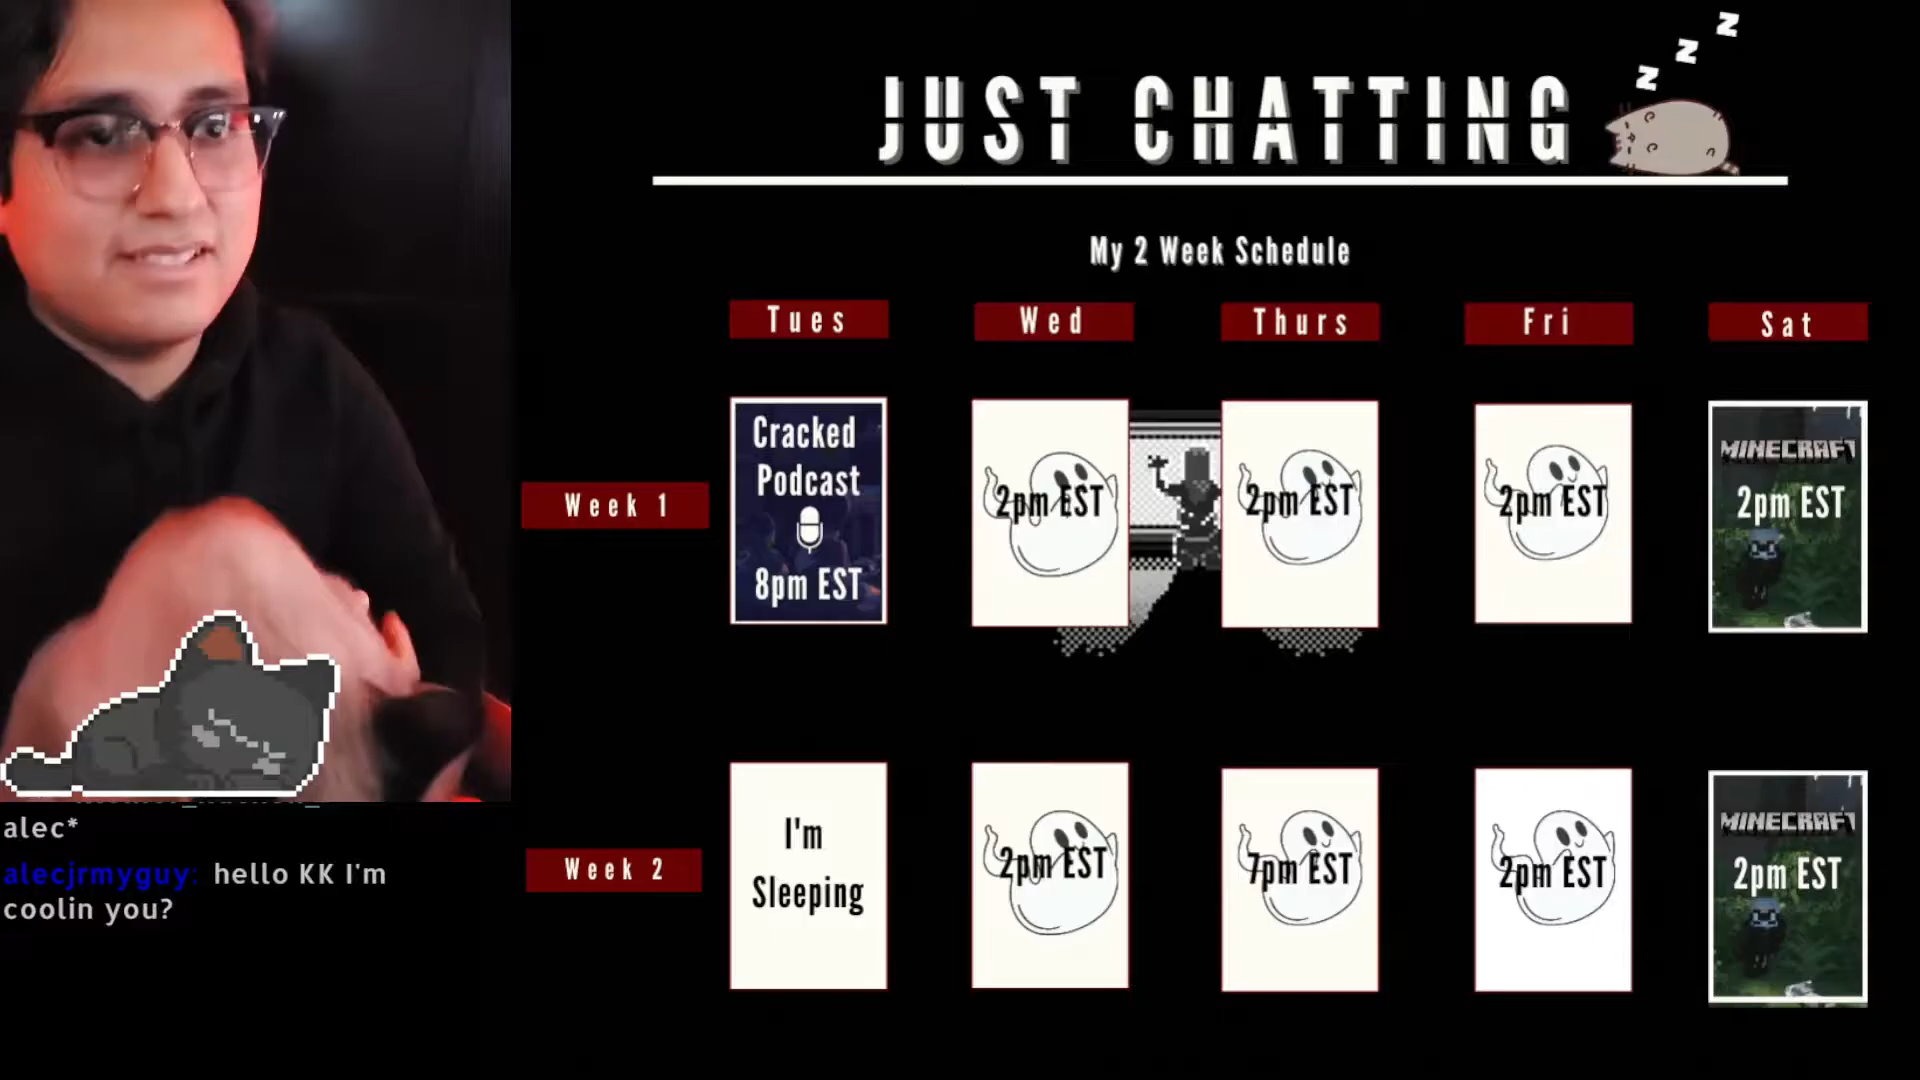 Z
Z
Z
JUST CHATTING
My 2 Week Schedule
Tues
Wed
Thurs
Fri
Sat
Week 1
Cracked
Podcast
8pm EST
2pm EST
2pm EST
2pm EST
MINECRAFT
2pm EST
Week 2
I'm
Sleeping
2pm EST
7pm EST
2pm EST
MINECRAFT
2pm EST
alec*
alecjrmyguy: hello KK I'm
coolin you?